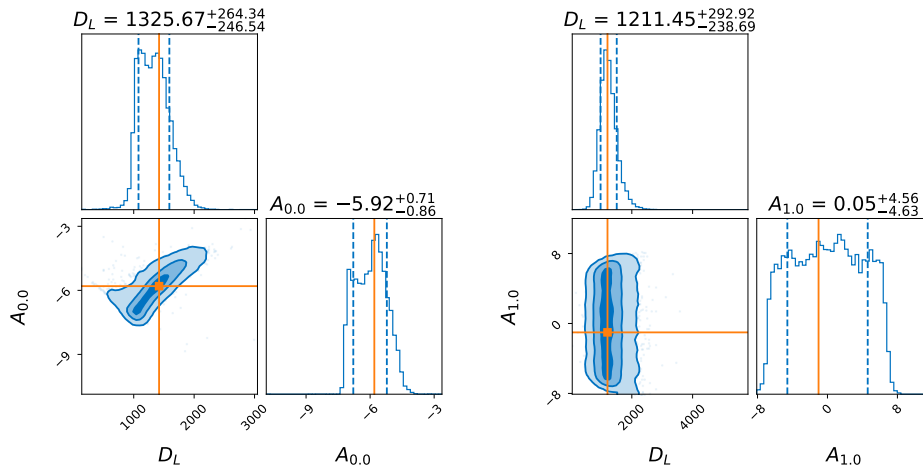 D_L = 1325.67^{+264.34}_{-246.54}
A_{0.0} = −5.92^{+0.71}_{-0.86}
−3
−6
−9
A_{0.0}
1000
2000
3000
D_L
−9
−6
−3
A_{0.0}
D_L = 1211.45^{+292.92}_{-238.69}
A_{1.0} = 0.05^{+4.56}_{-4.63}
8
0
−8
A_{1.0}
2000
4000
D_L
−8
0
8
A_{1.0}